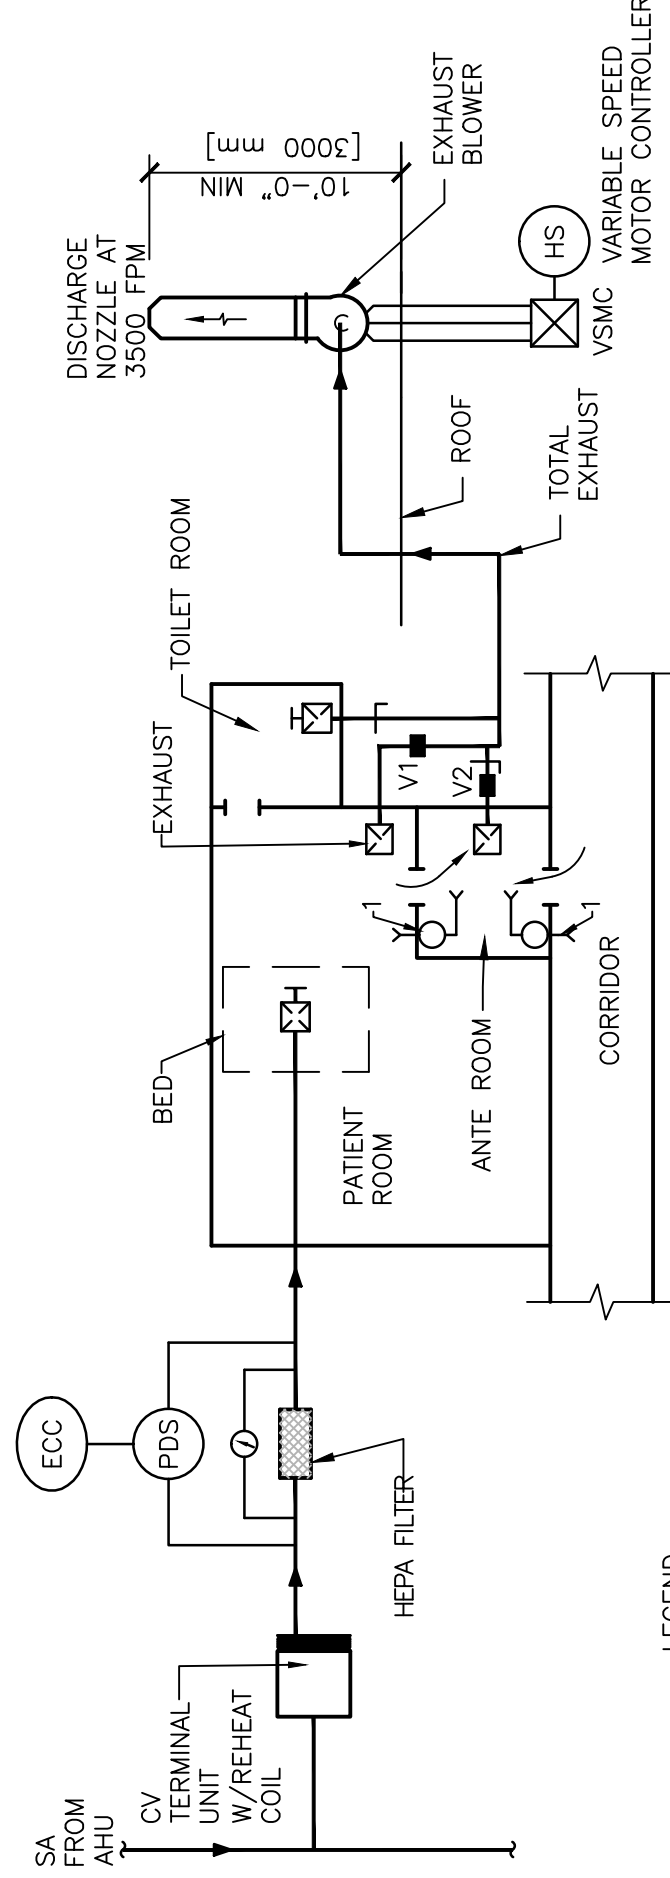 SA
FROM
AHU
CV
TERMINAL
UNIT
W/REHEAT
COIL
ECC
PDS
HEPA FILTER
BED
PATIENT
ROOM
ANTE ROOM
CORRIDOR
1
1
EXHAUST
TOILET ROOM
V1
V2
TOTAL
EXHAUST
ROOF
DISCHARGE
NOZZLE AT
3500 FPM
10'-0" MIN
[3000 mm]
EXHAUST
BLOWER
HS
VSMC
VARIABLE SPEED
MOTOR CONTROLLER
LEGEND